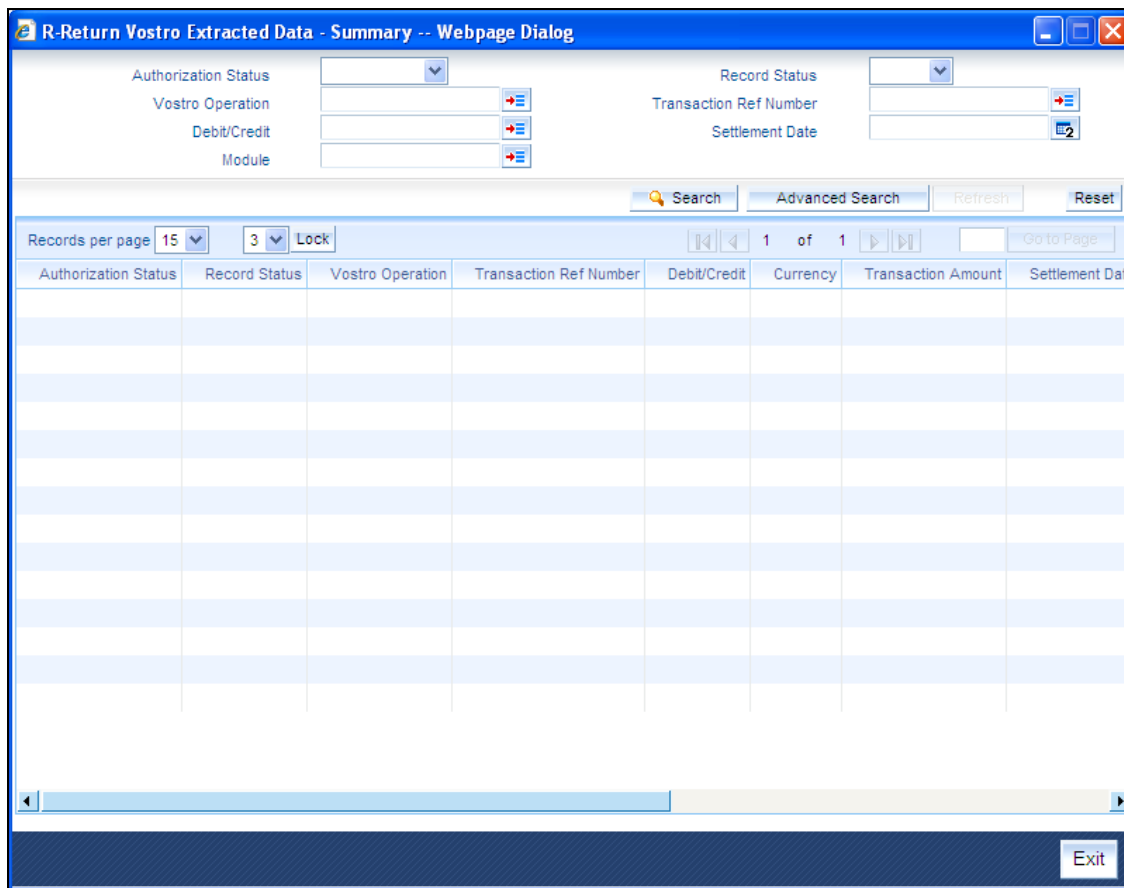 R-Return Vostro Extracted Data - Summary -- Webpage Dialog
Authorization Status Record Status
Vostro Operation Transaction Ref Number
Debit/Credit Settlement Date
Module
Search Advanced Search Refresh Reset
Records per page 15 3 Lock 1 of 1 Go to Page
Authorization Status Record Status Vostro Operation Transaction Ref Number Debit/Credit Currency Transaction Amount Settlement Dat
Exit